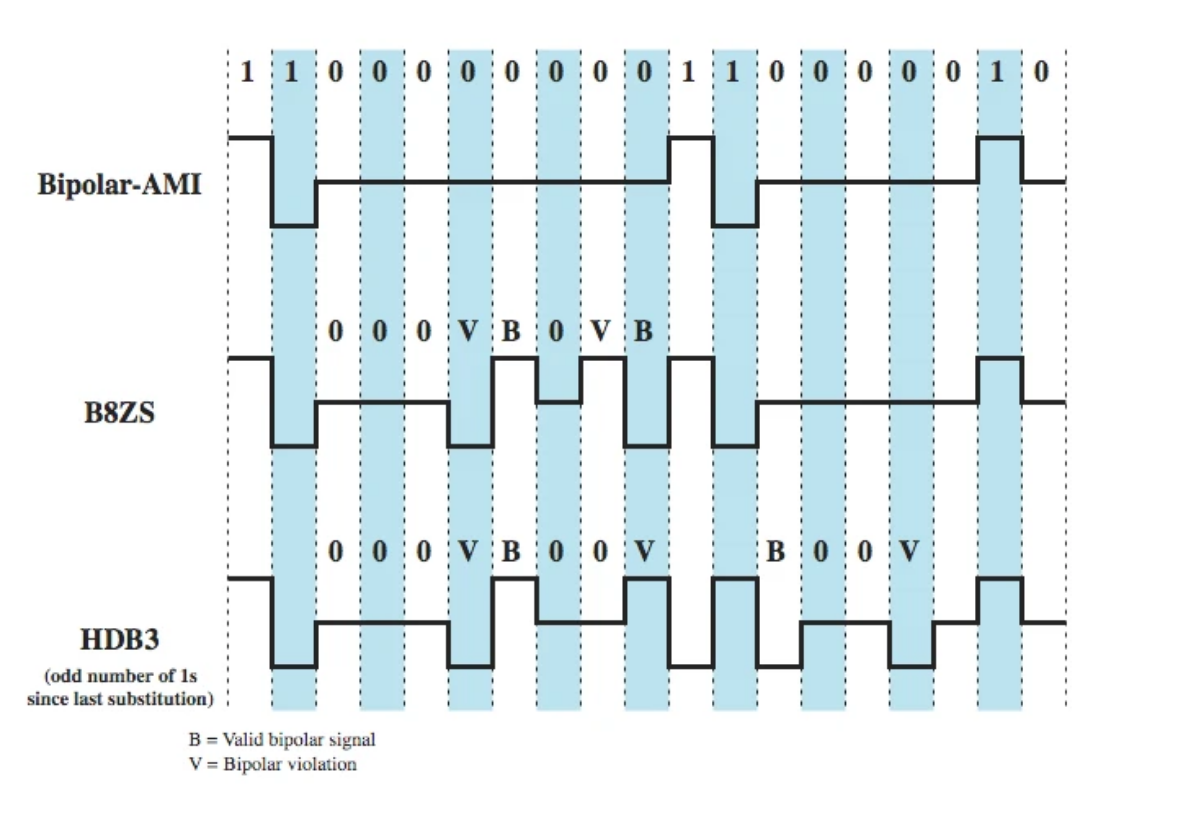 1 1 0 0 0 0 0 0 0 0 1 1 0 0 0 0 0 1 0
Bipolar-AMI
0 0 0 V B 0 V B
B8ZS
0 0 0 V B 0 0 V B 0 0 V
HDB3
(odd number of 1s
since last substitution)
B = Valid bipolar signal
V = Bipolar violation